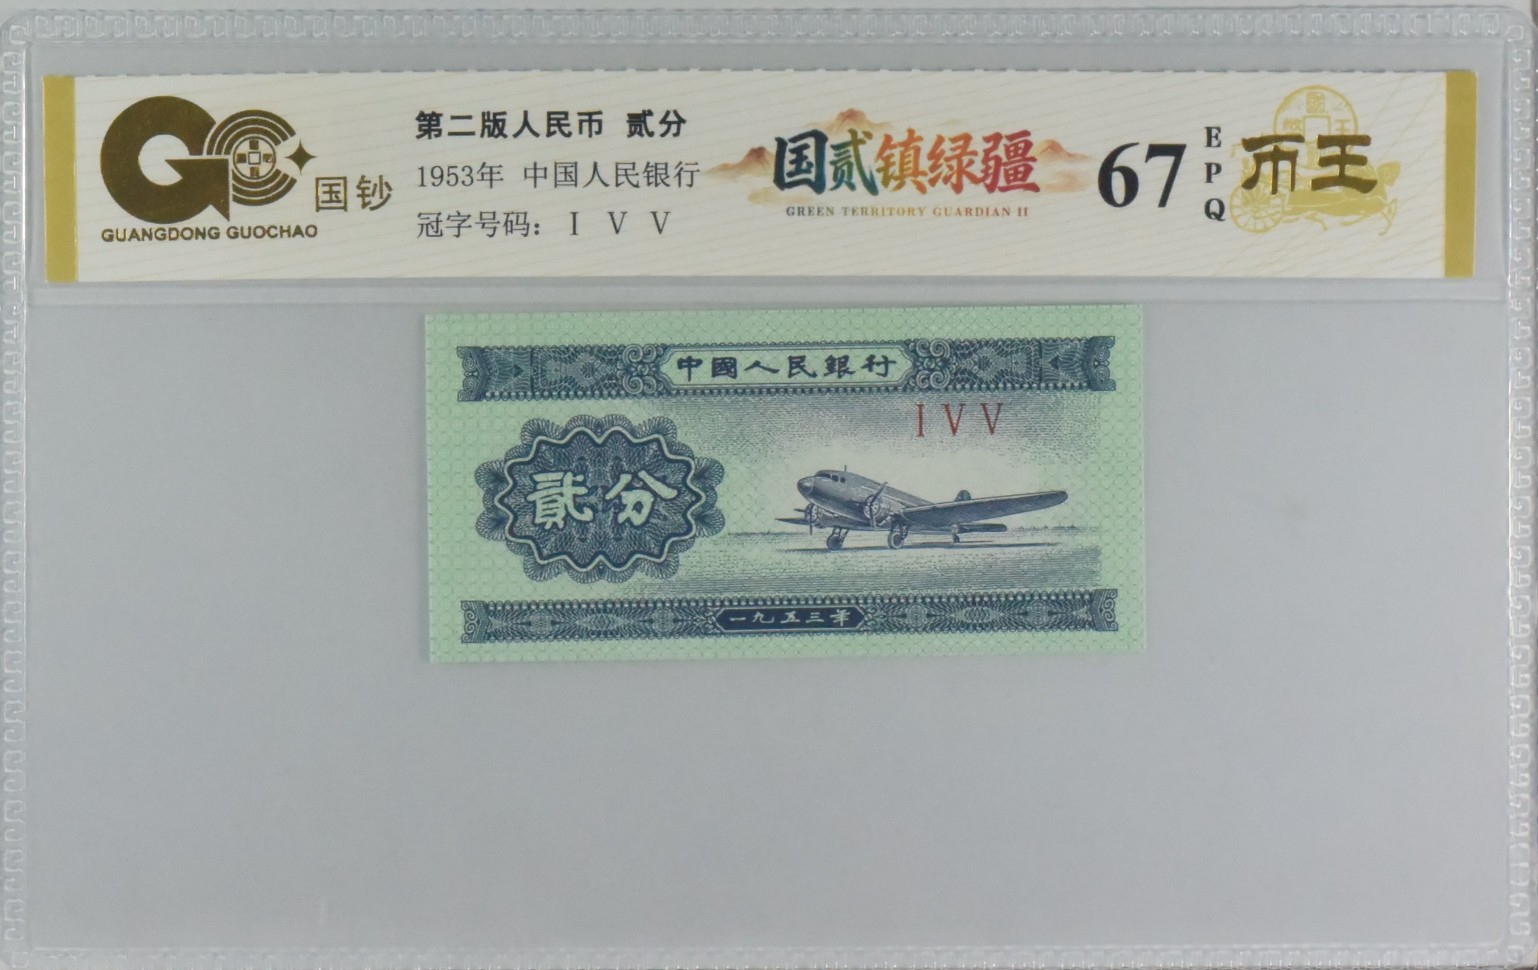 GUANGDONG GUOCHAO
国钞
第二版人民币 贰分
1953年 中国人民银行
冠字号码: I V V
国贰镇绿疆
GREEN TERRITORY GUARDIAN II
67
EPQ
币王
中國人民銀行
I V V
貳分
一九五三年